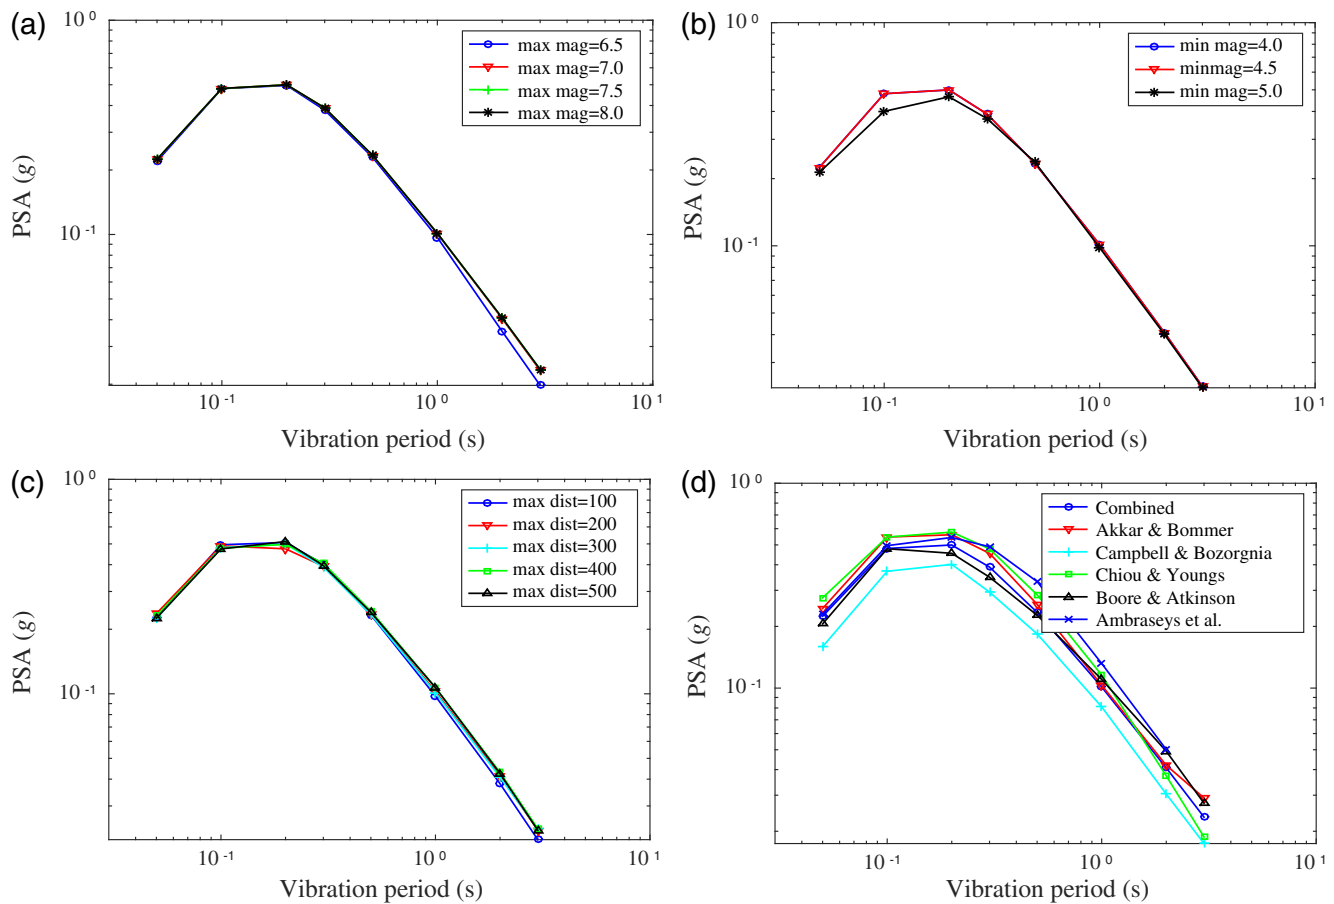 (a)
10⁰
max mag=6.5
max mag=7.0
max mag=7.5
max mag=8.0
PSA (g)
10⁻¹
10⁻¹
10⁰
10¹
Vibration period (s)
(b)
10⁰
min mag=4.0
minmag=4.5
min mag=5.0
PSA (g)
10⁻¹
10⁻¹
10⁰
10¹
Vibration period (s)
(c)
10⁰
max dist=100
max dist=200
max dist=300
max dist=400
max dist=500
PSA (g)
10⁻¹
10⁻¹
10⁰
10¹
Vibration period (s)
(d)
10⁰
Combined
Akkar & Bommer
Campbell & Bozorgnia
Chiou & Youngs
Boore & Atkinson
Ambraseys et al.
PSA (g)
10⁻¹
10⁻¹
10⁰
10¹
Vibration period (s)